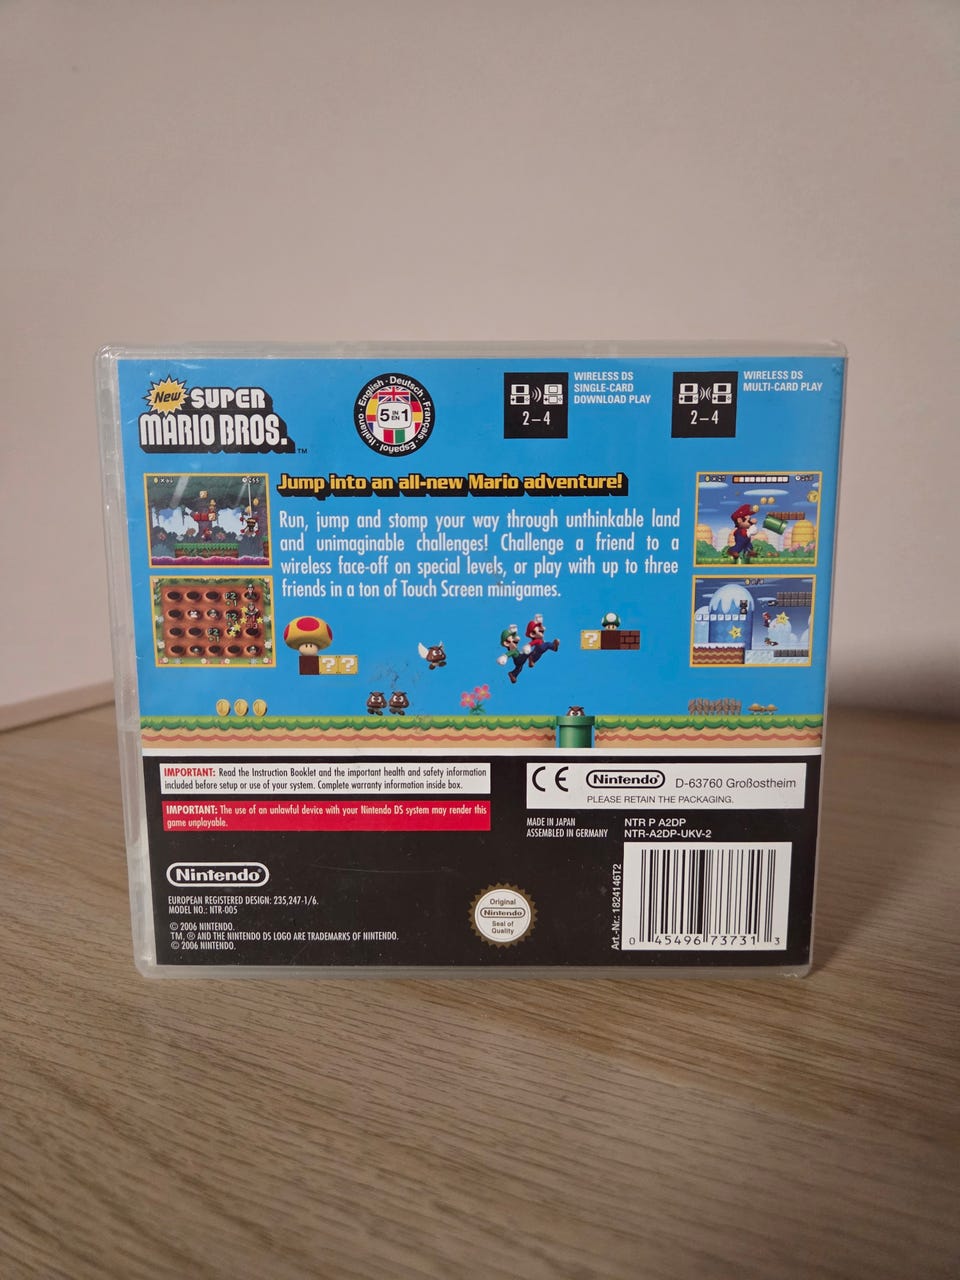 New SUPER
MARIO BROS.™
English · Deutsch · Français · Español · Italiano
5 IN EN 1
WIRELESS DS
SINGLE-CARD
DOWNLOAD PLAY
2–4
WIRELESS DS
MULTI-CARD PLAY
2–4
Jump into an all-new Mario adventure!
Run, jump and stomp your way through unthinkable land
and unimaginable challenges! Challenge a friend to a
wireless face-off on special levels, or play with up to three
friends in a ton of Touch Screen minigames.
IMPORTANT: Read the Instruction Booklet and the important health and safety information
included before setup or use of your system. Complete warranty information inside box.
IMPORTANT: The use of an unlawful device with your Nintendo DS system may render this
game unplayable.
CE Nintendo® D-63760 Großostheim
PLEASE RETAIN THE PACKAGING.
MADE IN JAPAN
ASSEMBLED IN GERMANY
NTR P A2DP
NTR-A2DP-UKV-2
Nintendo®
EUROPEAN REGISTERED DESIGN: 235,247-1/6.
MODEL NO.: NTR-005
© 2006 NINTENDO.
TM, ® AND THE NINTENDO DS LOGO ARE TRADEMARKS OF NINTENDO.
© 2006 NINTENDO.
Original
Nintendo
Seal of
Quality
Art.-Nr.: 1824146T2
0 45496 73731 3